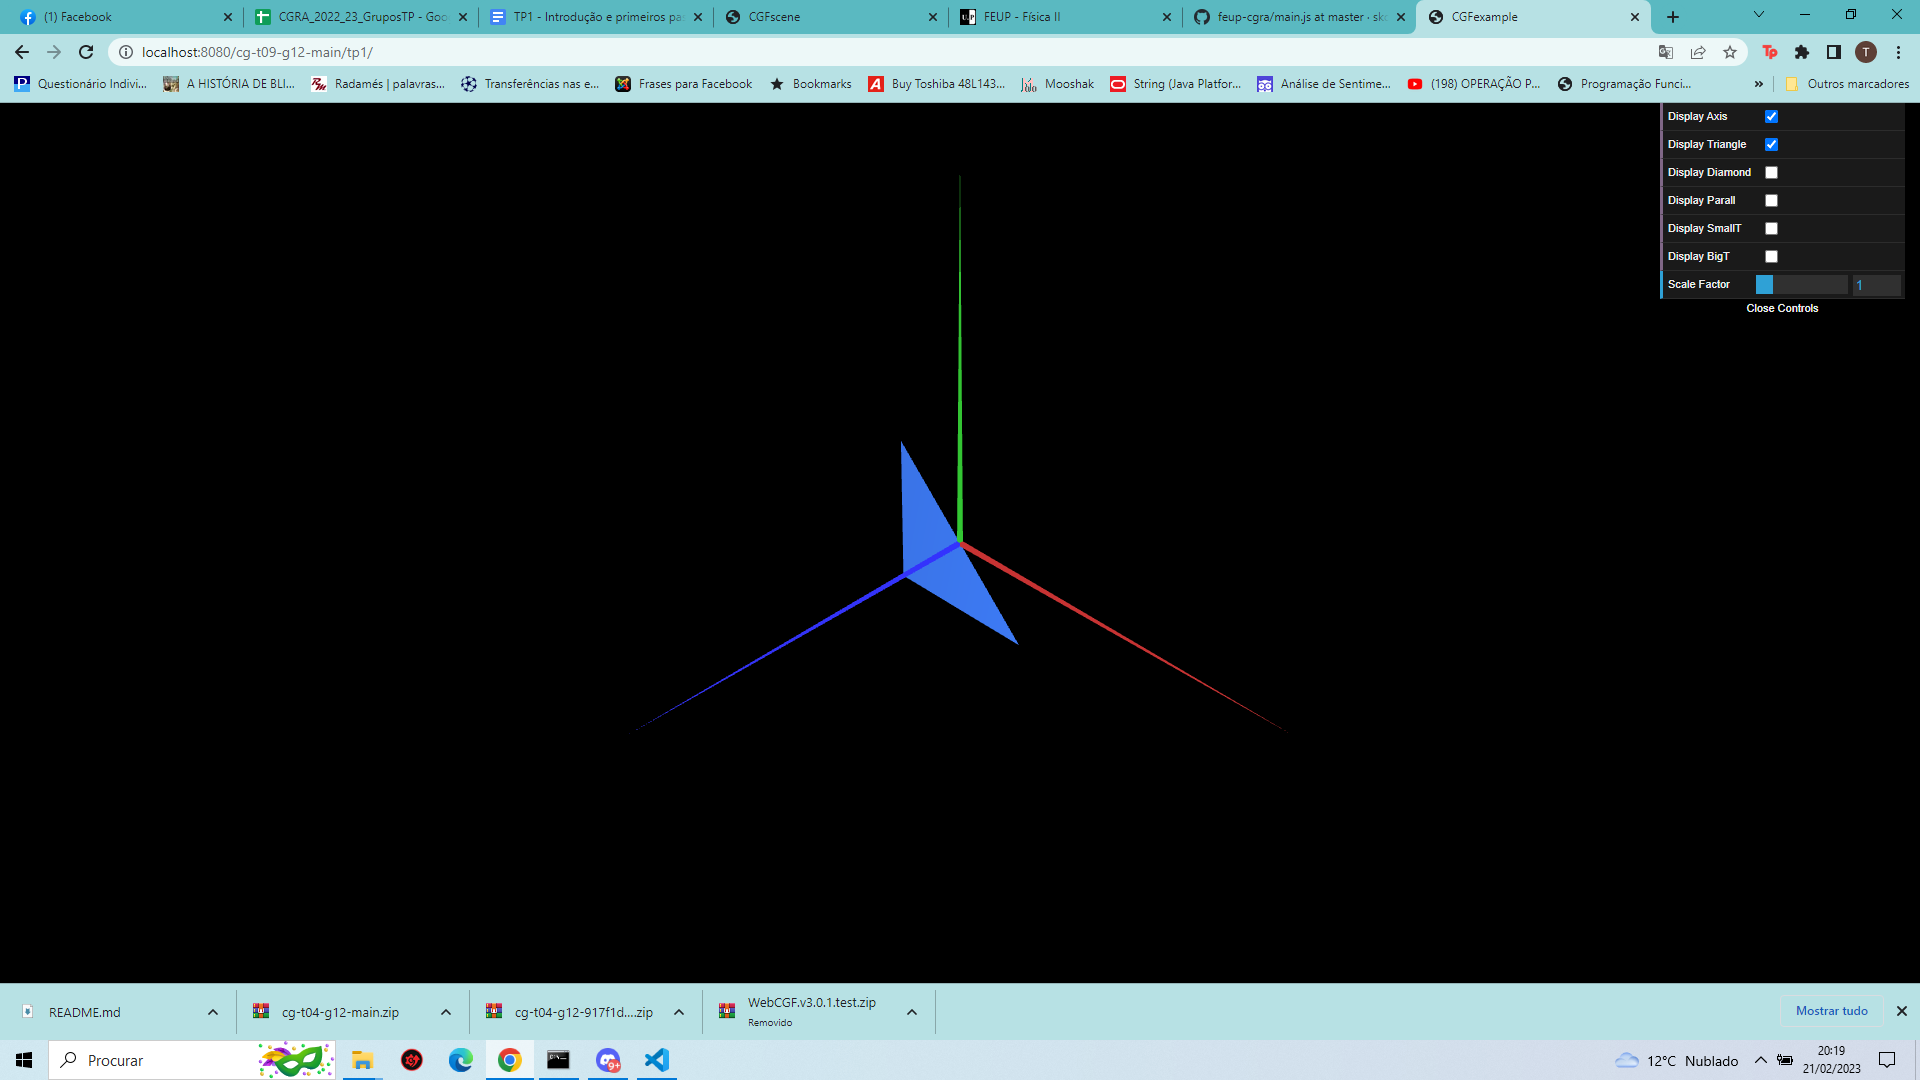 (1) Facebook
CGRA_2022_23_GruposTP - Goo
TP1 - Introdução e primeiros pa
CGFscene
FEUP - Física II
feup-cgra/main.js at master · sk
CGFexample
localhost:8080/cg-t09-g12-main/tp1/
T
Questionário Indivi...
A HISTÓRIA DE BLI...
Radamés | palavras...
Transferências nas e...
Frases para Facebook
Bookmarks
Buy Toshiba 48L143...
Mooshak
String (Java Platfor...
Análise de Sentime...
(198) OPERAÇÃO P...
Programação Funci...
»
Outros marcadores
Display Axis
Display Triangle
Display Diamond
Display Parall
Display SmallT
Display BigT
Scale Factor
1
Close Controls
README.md
cg-t04-g12-main.zip
cg-t04-g12-917f1d....zip
WebCGF.v3.0.1.test.zip
Removido
Mostrar tudo
Procurar
9+
12°C Nublado
20:19
21/02/2023